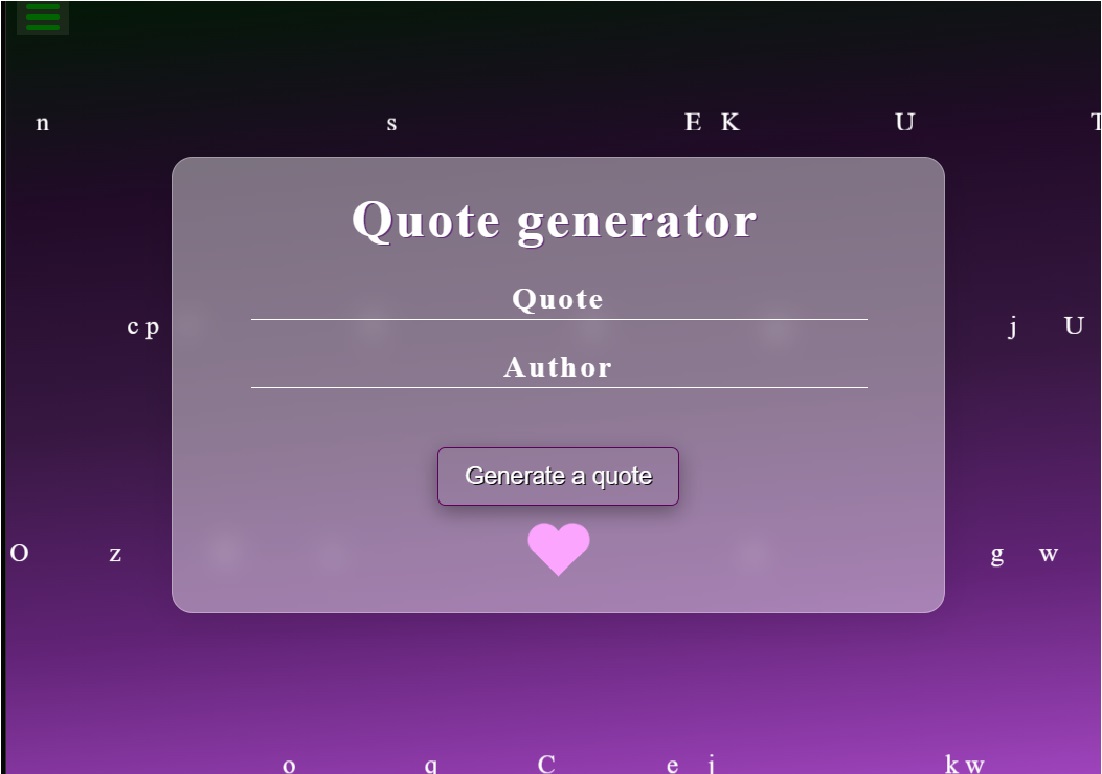 n s E K U T
Quote generator
Quote
c p j U
Author
Generate a quote
O z g w
o q C e j k w